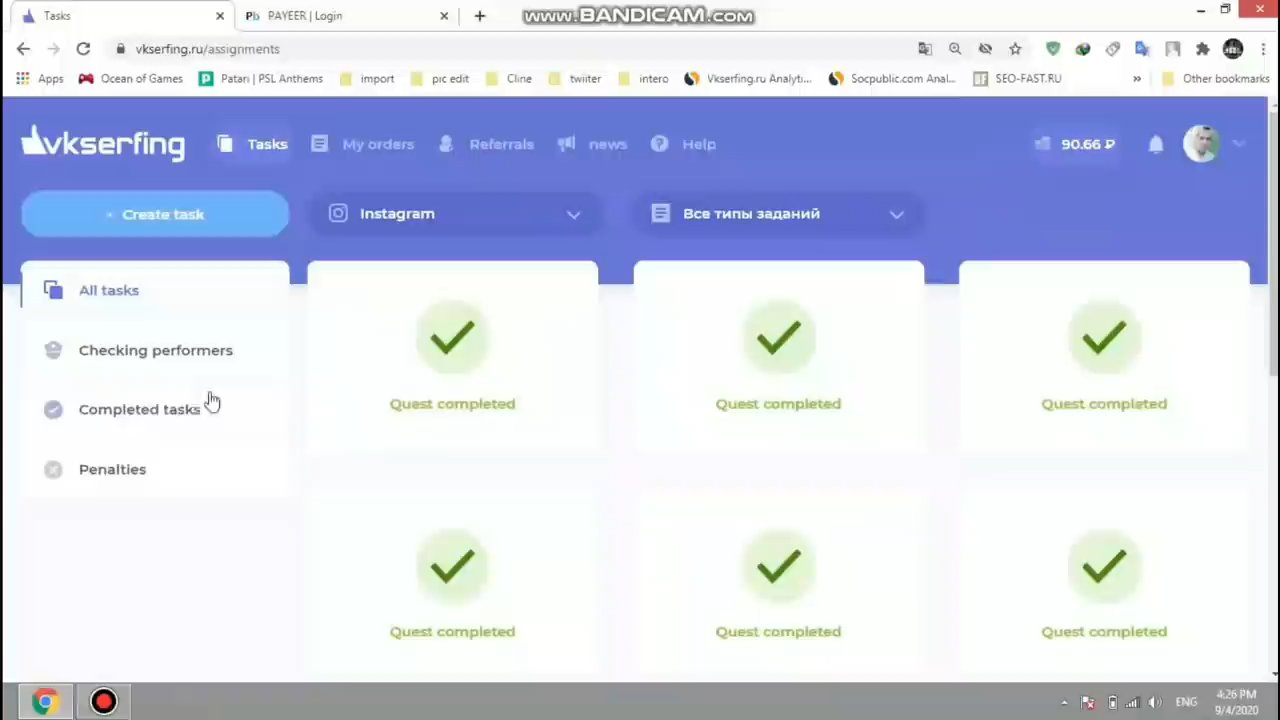 Tasks
PAYEER | Login
www.BANDICAM.com
vkserfing.ru/assignments
Apps
Ocean of Games
Patari | PSL Anthems
import
pic edit
Cline
twiiter
intero
Vkserfing.ru Analyti...
Socpublic.com Anal...
SEO-FAST.RU
»
Other bookmarks
vkserfing
Tasks
My orders
Referrals
news
Help
90.66 ₽
Create task
Instagram
Все типы заданий
All tasks
Checking performers
Completed tasks
Penalties
Quest completed
Quest completed
Quest completed
Quest completed
Quest completed
Quest completed
ENG
4:26 PM
9/4/2020